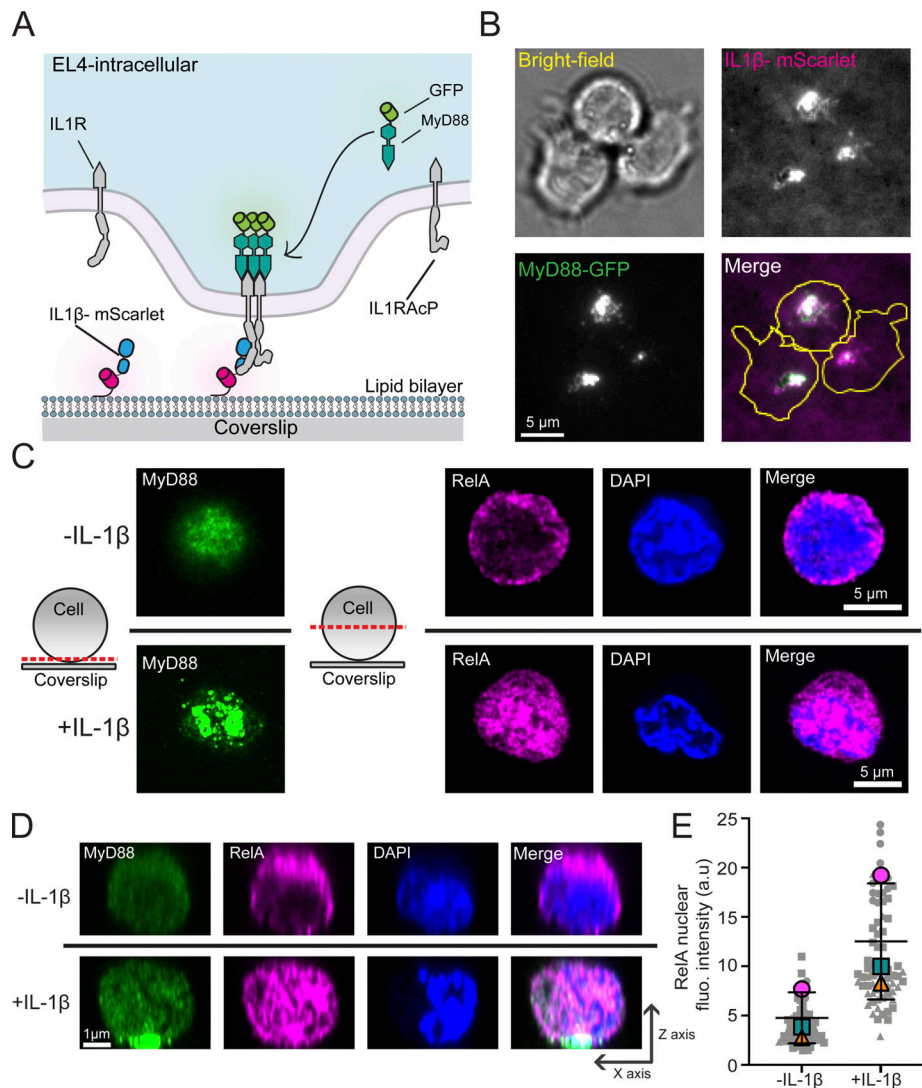 A
EL4-intracellular
GFP
MyD88
IL1R
IL1RAcP
IL1β- mScarlet
Lipid bilayer
Coverslip
B
Bright-field
IL1β- mScarlet
MyD88-GFP
Merge
5 µm
C
-IL-1β
MyD88
RelA
DAPI
Merge
5 µm
Cell
Coverslip
Cell
Coverslip
+IL-1β
MyD88
RelA
DAPI
Merge
5 µm
D
MyD88
RelA
DAPI
Merge
-IL-1β
+IL-1β
1µm
Z axis
X axis
E
RelA nuclear
fluo. intensity (a.u)
25
20
15
10
5
0
-IL-1β
+IL-1β